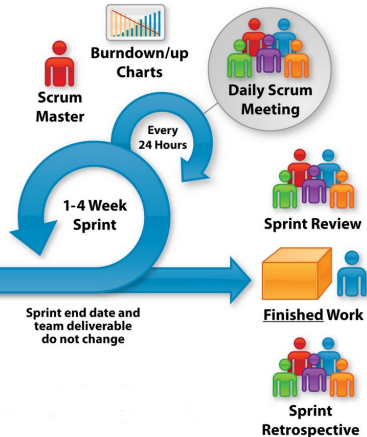 Burndown/up
Charts
Scrum
Master
Daily Scrum
Meeting
Every
24 Hours
1-4 Week
Sprint
Sprint Review
Sprint end date and
team deliverable
do not change
Finished Work
Sprint
Retrospective